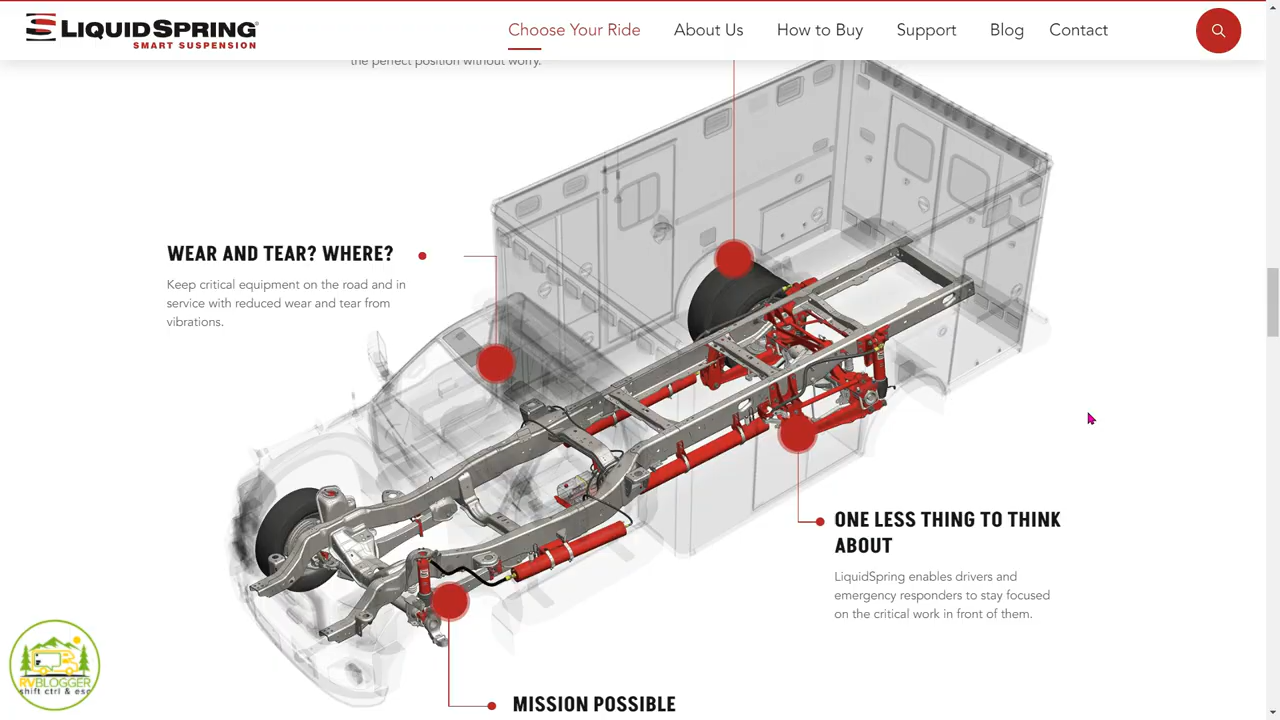 LIQUIDSPRING
SMART SUSPENSION
Choose Your Ride
About Us
How to Buy
Support
Blog
Contact
the perfect position without worry.
WEAR AND TEAR? WHERE?
Keep critical equipment on the road and in
service with reduced wear and tear from
vibrations.
ONE LESS THING TO THINK
ABOUT
LiquidSpring enables drivers and
emergency responders to stay focused
on the critical work in front of them.
MISSION POSSIBLE
RVBLOGGER
shift ctrl & esc